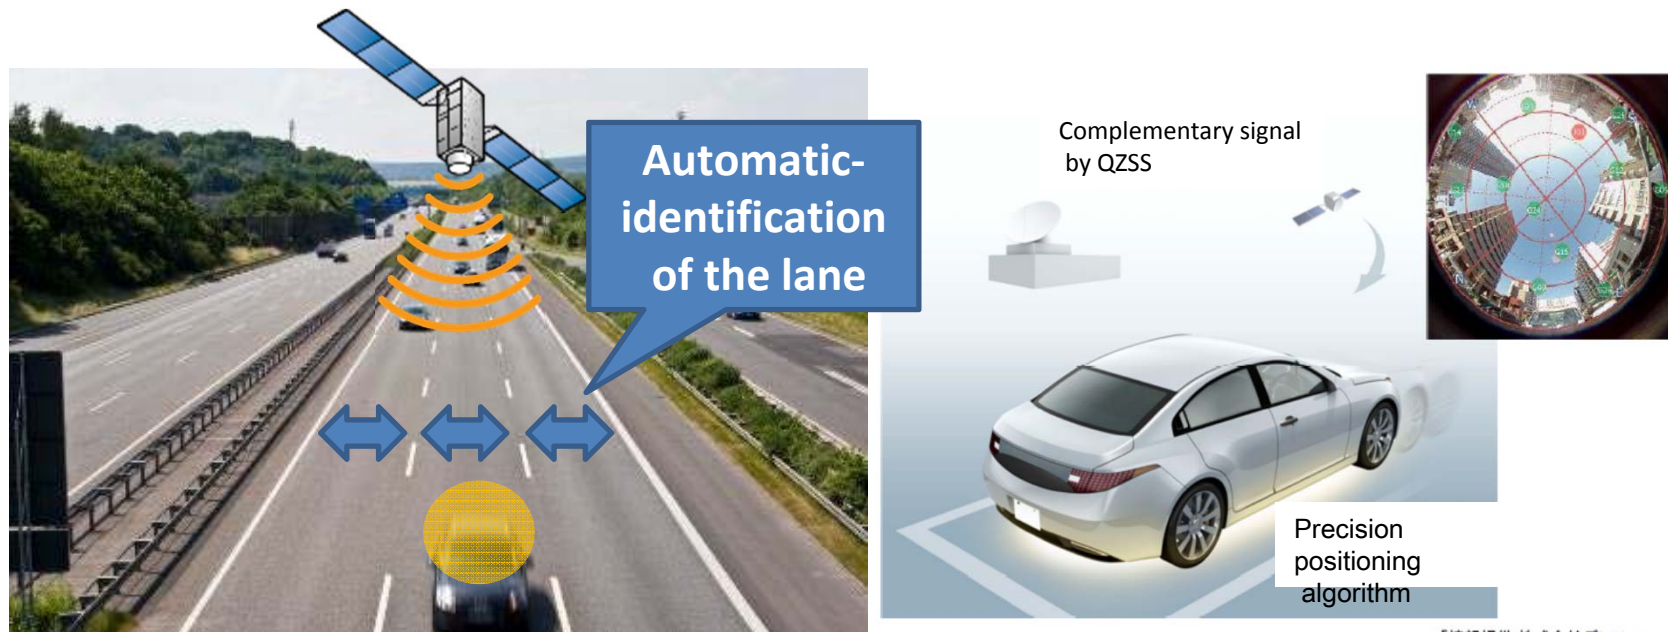 Automatic-
identification
of the lane
Complementary signal
by QZSS
Precision
positioning
algorithm